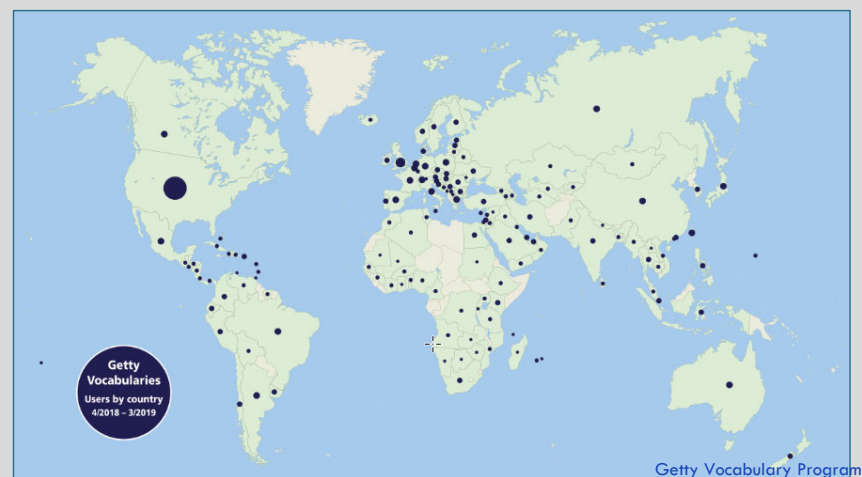 Getty
Vocabularies
Users by country
4/2018 – 3/2019
Getty Vocabulary Program